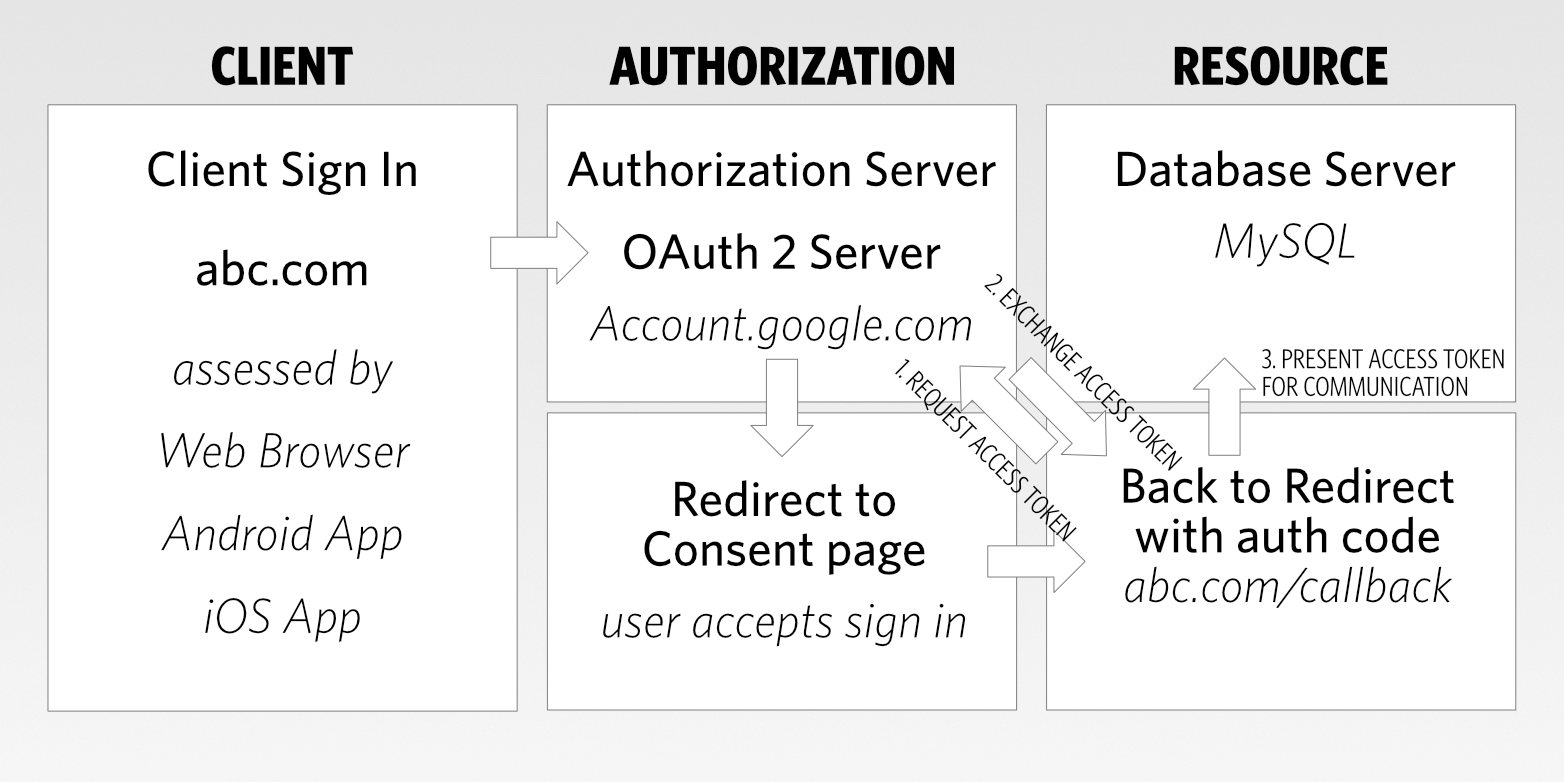 CLIENT
AUTHORIZATION
RESOURCE
Client Sign In
abc.com
assessed by
Web Browser
Android App
iOS App
Authorization Server
OAuth 2 Server
Account.google.com
Redirect to
Consent page
user accepts sign in
1. REQUEST ACCESS TOKEN
2. EXCHANGE ACCESS TOKEN
Database Server
MySQL
3. PRESENT ACCESS TOKEN
FOR COMMUNICATION
Back to Redirect
with auth code
abc.com/callback